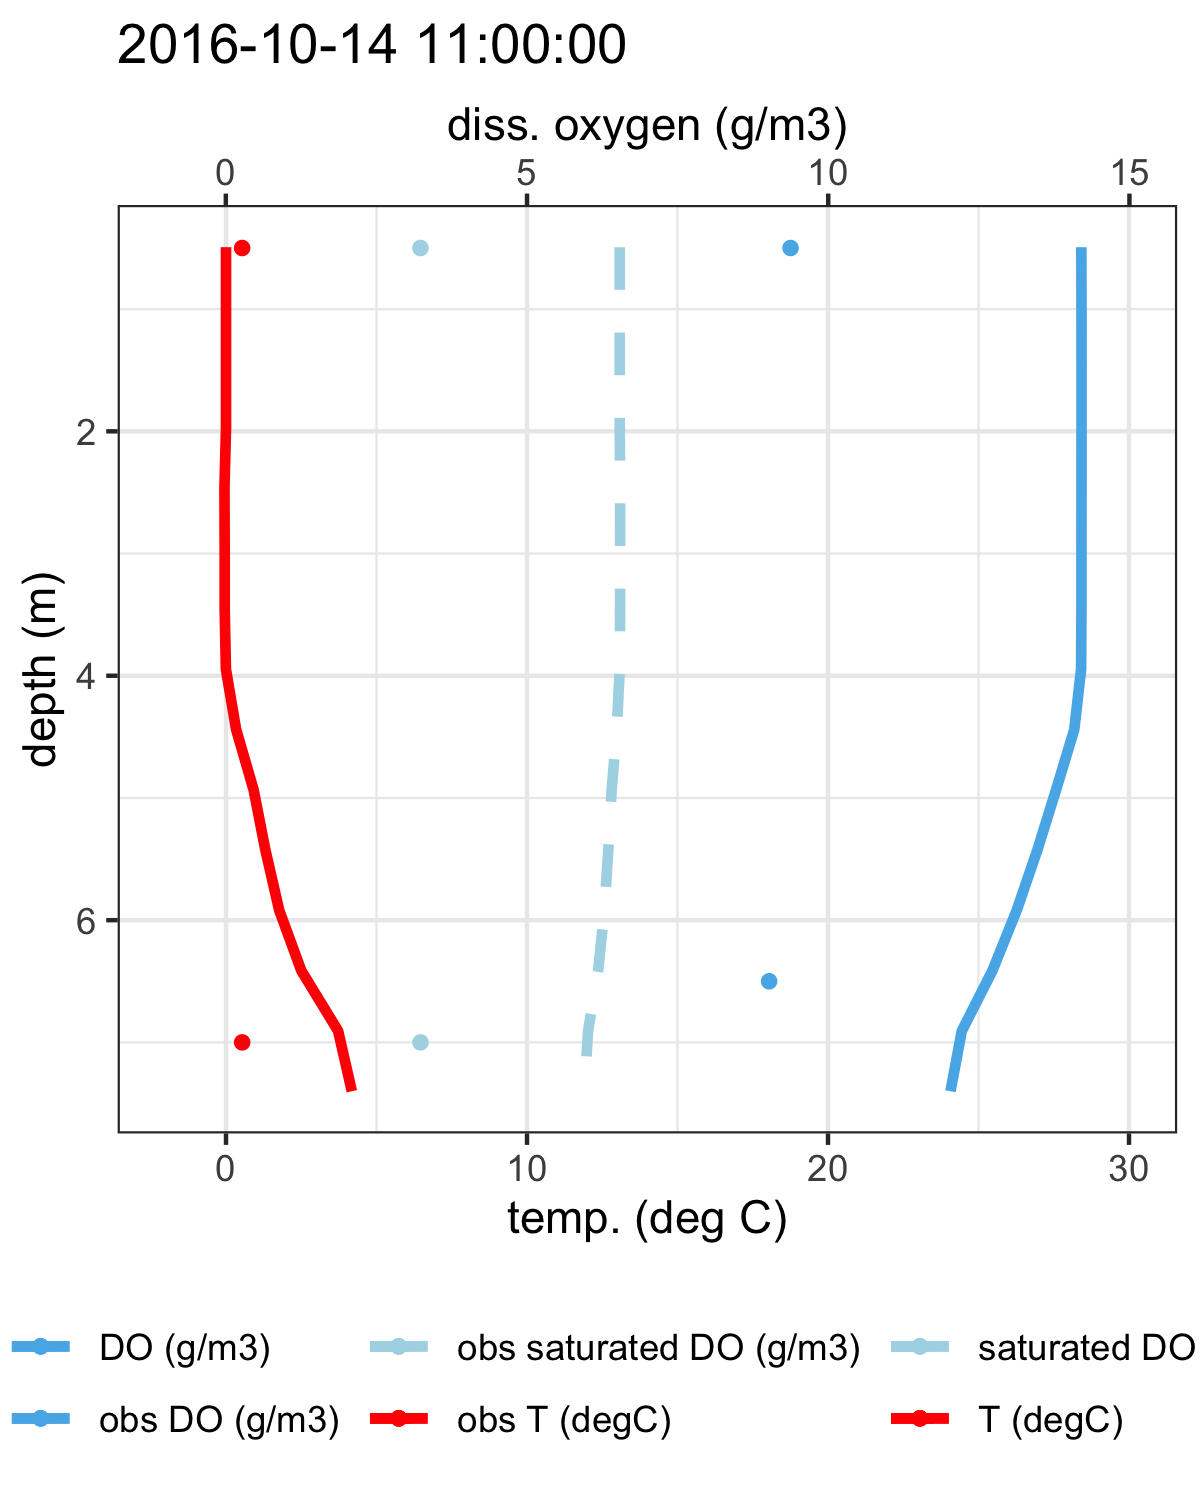 2016-10-14 11:00:00
diss. oxygen (g/m3)
0 5 10 15
depth (m)
2
4
6
0 10 20 30
temp. (deg C)
DO (g/m3) obs saturated DO (g/m3) saturated DO
obs DO (g/m3) obs T (degC) T (degC)